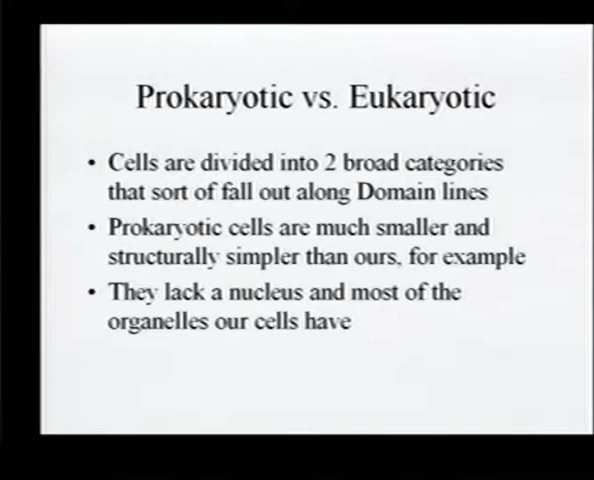 Prokaryotic vs. Eukaryotic
• Cells are divided into 2 broad categories
that sort of fall out along Domain lines
• Prokaryotic cells are much smaller and
structurally simpler than ours, for example
• They lack a nucleus and most of the
organelles our cells have